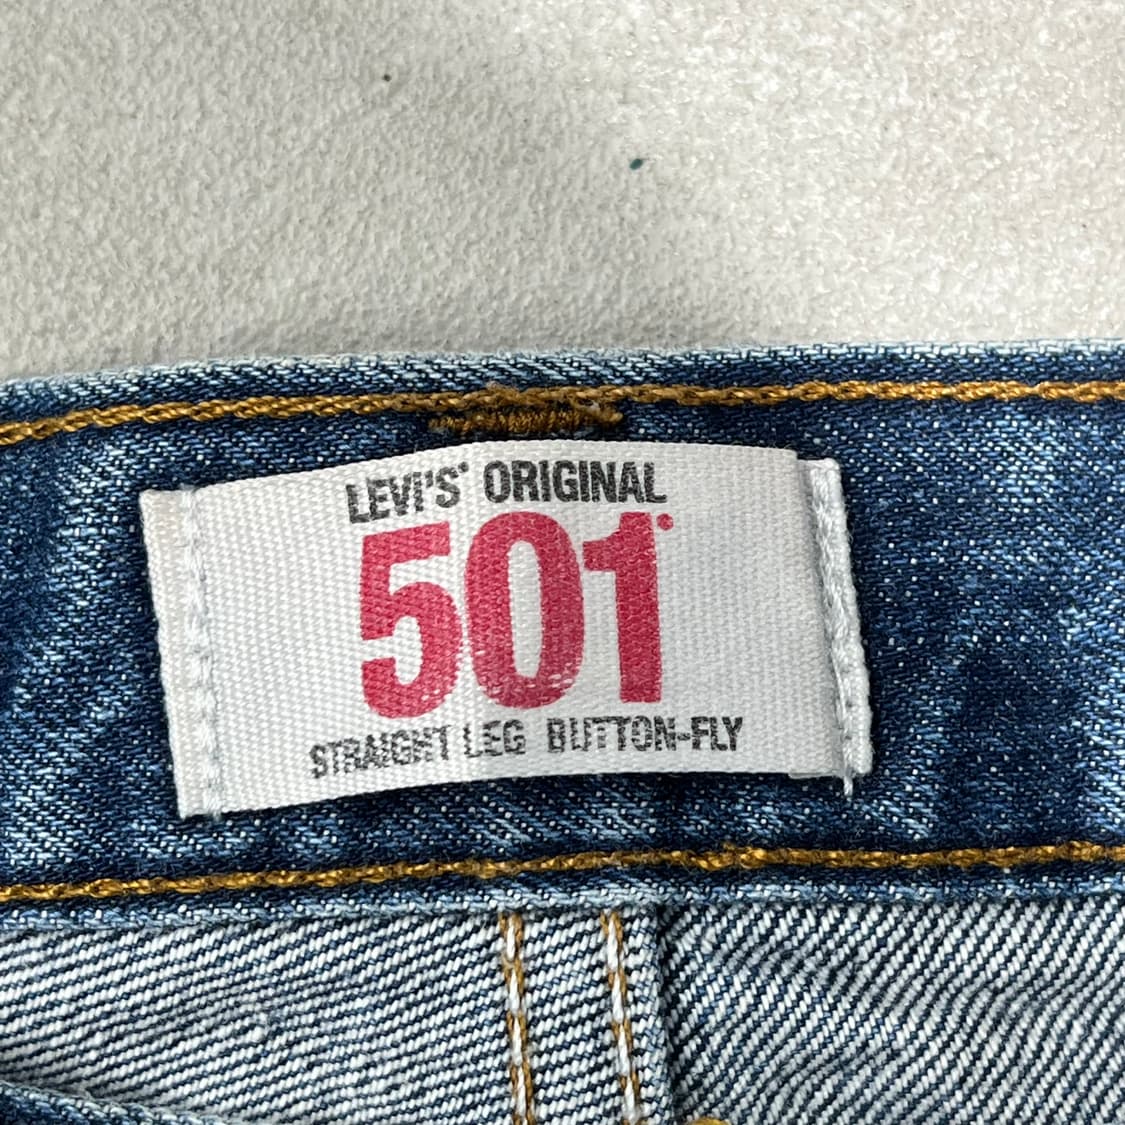 LEVI'S® ORIGINAL
501®
STRAIGHT LEG BUTTON-FLY